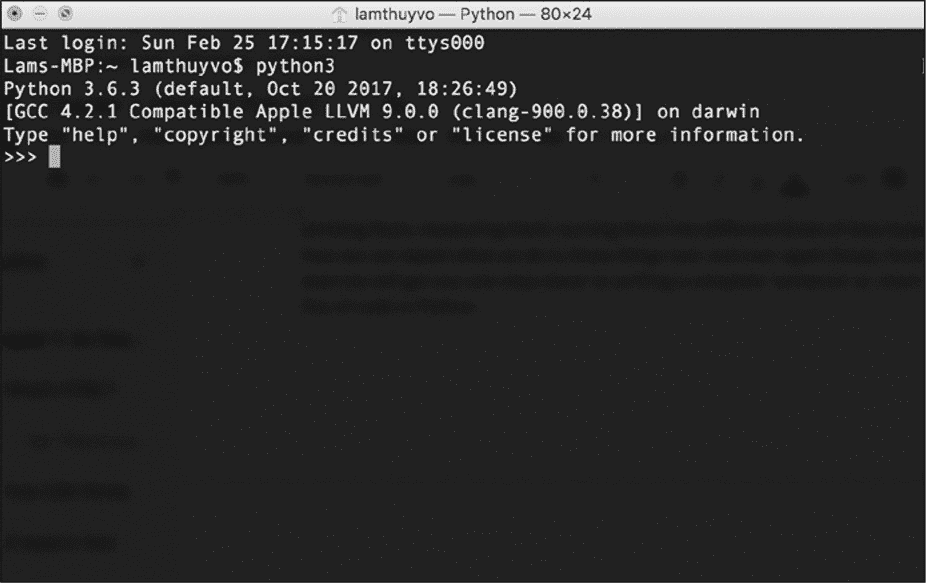 lamthuyvo — Python — 80×24
Last login: Sun Feb 25 17:15:17 on ttys000
Lams-MBP:~ lamthuyvo$ python3
Python 3.6.3 (default, Oct 20 2017, 18:26:49)
[GCC 4.2.1 Compatible Apple LLVM 9.0.0 (clang-900.0.38)] on darwin
Type "help", "copyright", "credits" or "license" for more information.
>>>